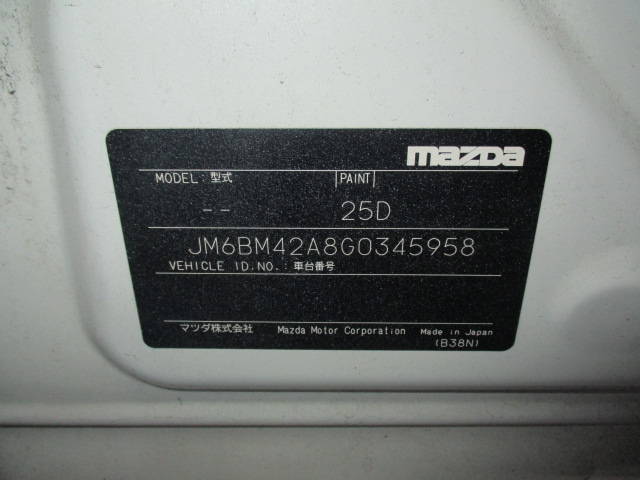 mazda
MODEL : 型式 PAINT
-- 25D
JM6BM42A8G0345958
VEHICLE ID.NO. : 車台番号
マツダ株式会社 Mazda Motor Corporation Made in Japan
(B38N)